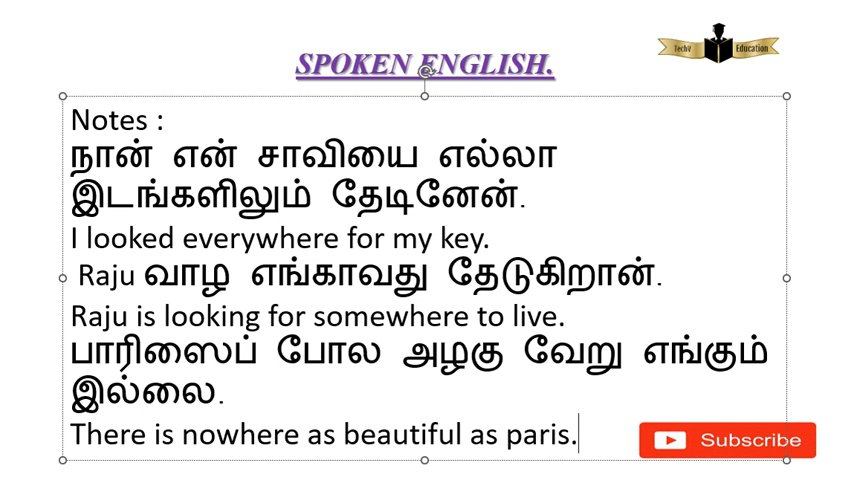 TechV Education
SPOKEN ENGLISH.
Notes :
நான் என் சாவியை எல்லா
இடங்களிலும் தேடினேன்.
I looked everywhere for my key.
Raju வாழ எங்காவது தேடுகிறான்.
Raju is looking for somewhere to live.
பாரிஸைப் போல அழகு வேறு எங்கும்
இல்லை.
There is nowhere as beautiful as paris.
Subscribe